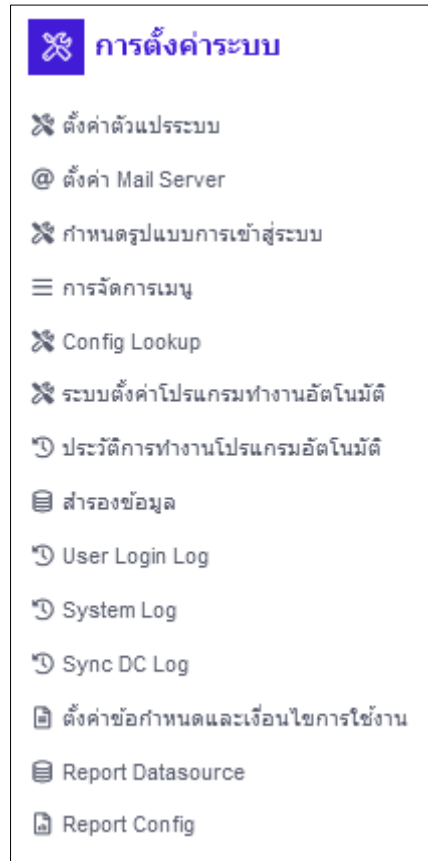 การตั้งค่าระบบ
ตั้งค่าตัวแปรระบบ
ตั้งค่า Mail Server
กำหนดรูปแบบการเข้าสู่ระบบ
การจัดการเมนู
Config Lookup
ระบบตั้งค่าโปรแกรมทำงานอัตโนมัติ
ประวัติการทำงานโปรแกรมอัตโนมัติ
สำรองข้อมูล
User Login Log
System Log
Sync DC Log
ตั้งค่าข้อกำหนดและเงื่อนไขการใช้งาน
Report Datasource
Report Config